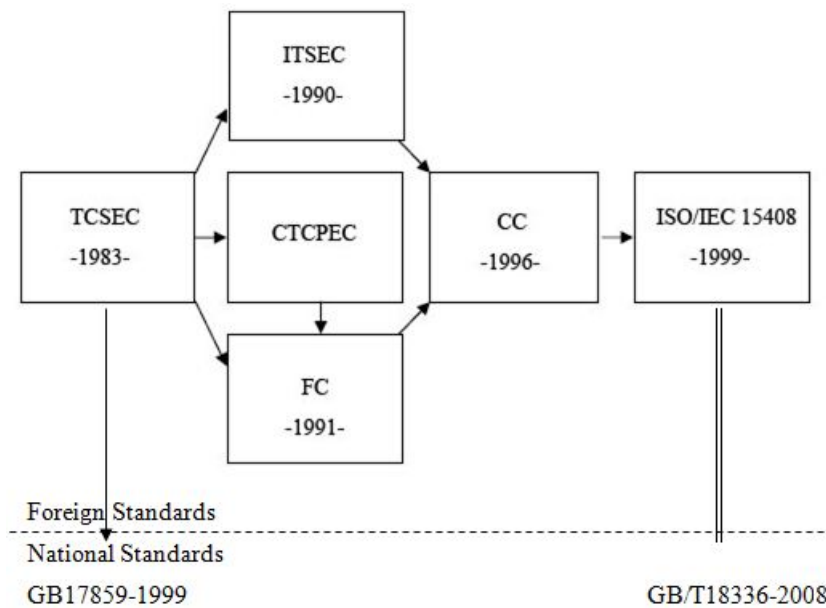 ITSEC
-1990-
TCSEC
-1983-
CTCPEC
CC
-1996-
ISO/IEC 15408
-1999-
FC
-1991-
Foreign Standards
National Standards
GB17859-1999
GB/T18336-2008